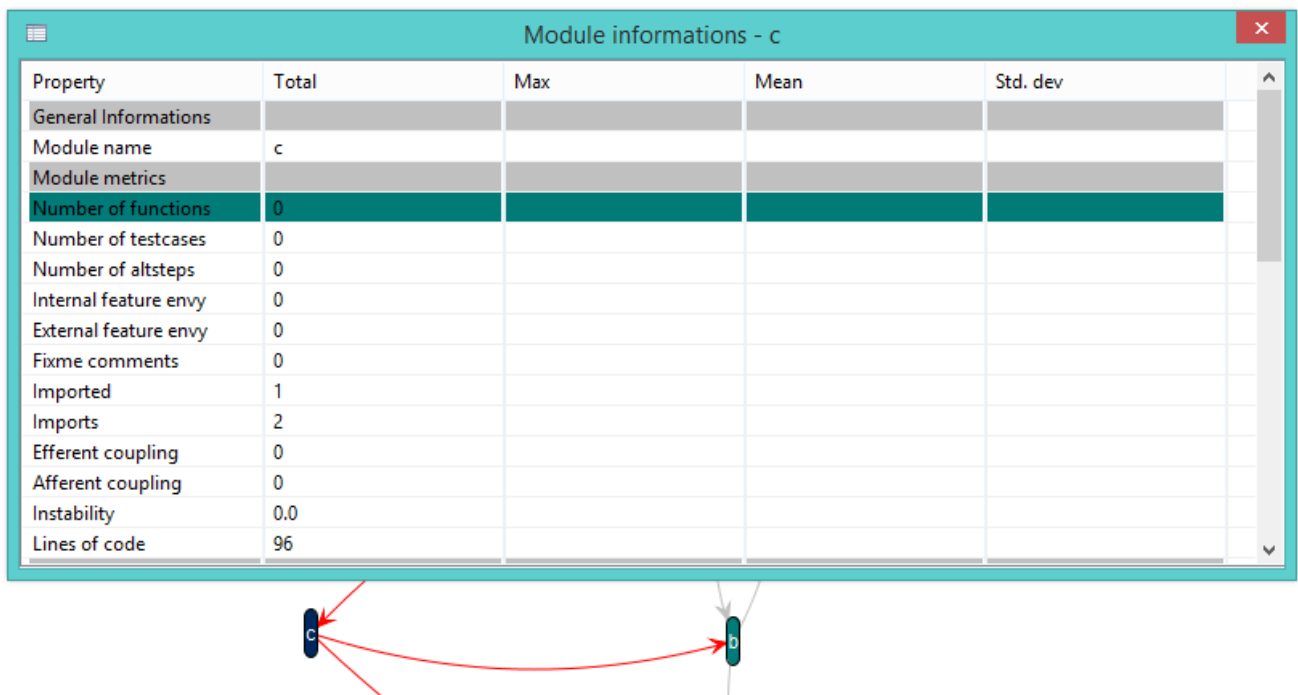 Module informations - c
Property Total Max Mean Std. dev
General Informations
Module name c
Module metrics
Number of functions 0
Number of testcases 0
Number of altsteps 0
Internal feature envy 0
External feature envy 0
Fixme comments 0
Imported 1
Imports 2
Efferent coupling 0
Afferent coupling 0
Instability 0.0
Lines of code 96
c b